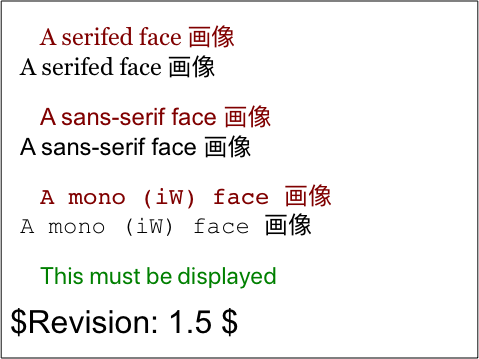 A serifed face 画像
A serifed face 画像
A sans-serif face 画像
A sans-serif face 画像
A mono (iW) face 画像
A mono (iW) face 画像
This must be displayed
$Revision: 1.5 $